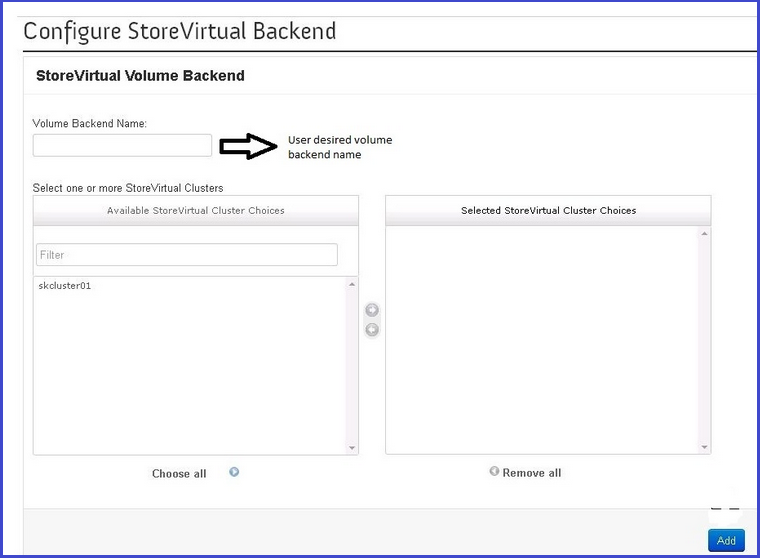 Configure StoreVirtual Backend
StoreVirtual Volume Backend
Volume Backend Name:
User desired volume
backend name
Select one or more StoreVirtual Clusters
Available StoreVirtual Cluster Choices
Selected StoreVirtual Cluster Choices
Filter
skcluster01
Choose all
Remove all
Add